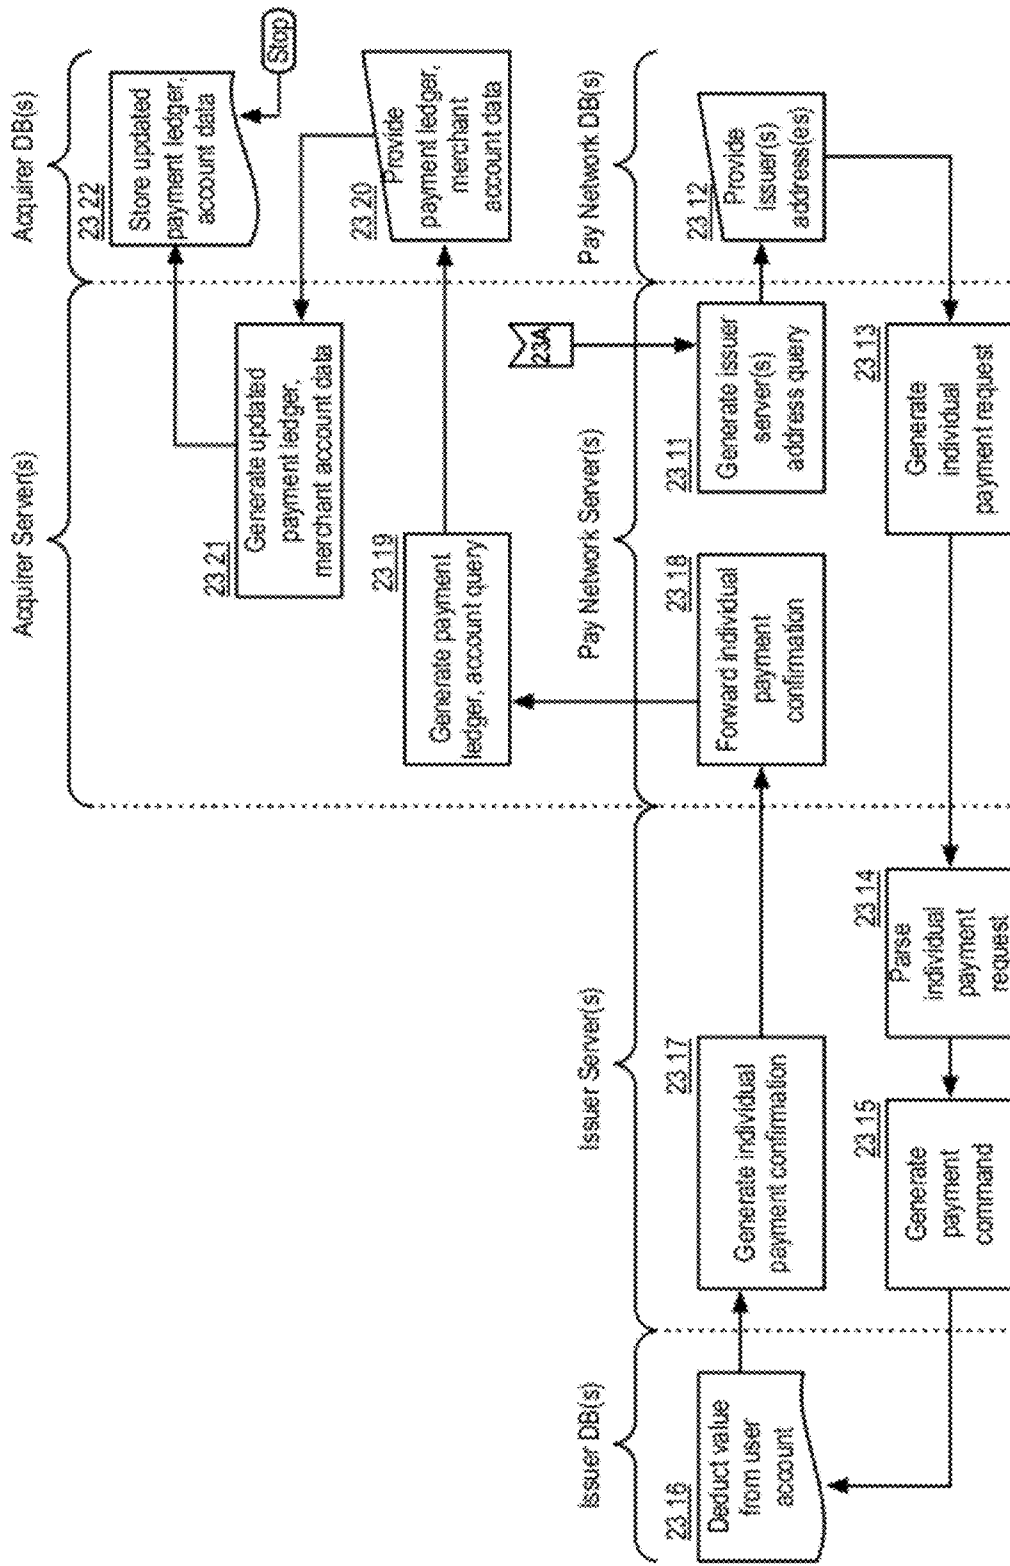 Acquirer Server(s)
Acquirer DB(s)
23 22
Store updated
payment ledger,
account data
Stop
23 21
Generate updated
payment ledger,
merchant account data
23 20
Provide
payment ledger,
merchant
account data
23 19
Generate payment
ledger, account query
23A
Issuer DB(s)
Issuer Server(s)
Pay Network Server(s)
Pay Network DB(s)
23 16
Deduct value
from user
account
23 17
Generate individual
payment confirmation
23 18
Forward individual
payment
confirmation
23 11
Generate issuer
server(s)
address query
23 12
Provide
issuer(s)
address(es)
23 15
Generate
payment
command
23 14
Parse
individual
payment
request
23 13
Generate
individual
payment request